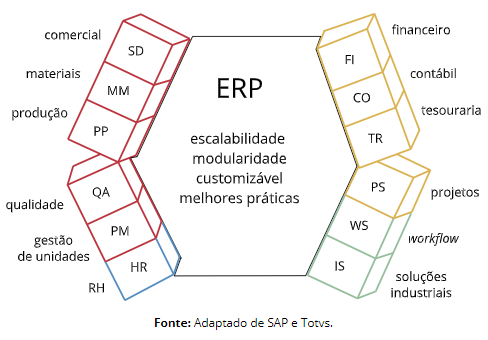 comercial
SD
materiais
MM
produção
PP
qualidade
QA
gestão
de unidades
PM
RH
HR
ERP
escalabilidade
modularidade
customizável
melhores práticas
financeiro
FI
contábil
CO
tesouraria
TR
projetos
PS
workflow
WS
soluções
industriais
IS
Fonte: Adaptado de SAP e Totvs.